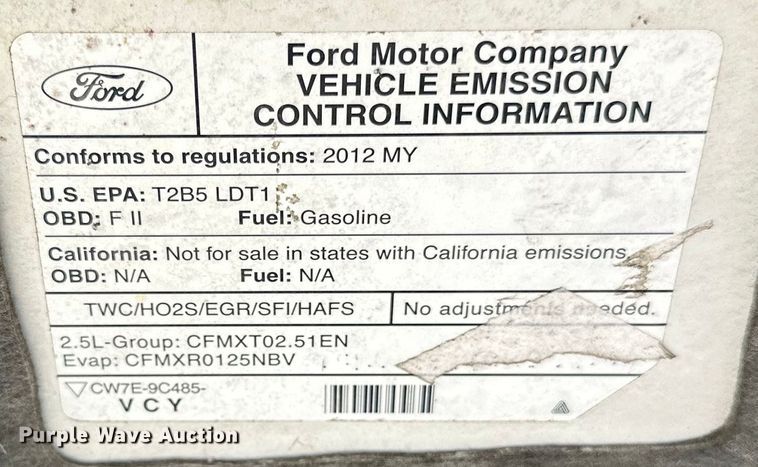 Ford
Ford Motor Company
VEHICLE EMISSION
CONTROL INFORMATION
Conforms to regulations: 2012 MY
U.S. EPA: T2B5 LDT1
OBD: F II Fuel: Gasoline
California: Not for sale in states with California emissions.
OBD: N/A Fuel: N/A
TWC/HO2S/EGR/SFI/HAFS No adjustments needed.
2.5L-Group: CFMXT02.51EN
Evap: CFMXR0125NBV
CW7E-9C485-
V C Y
Purple Wave Auction